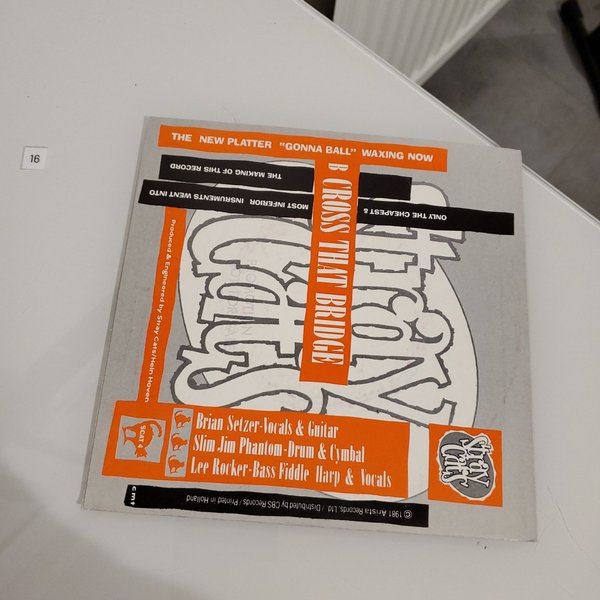 16
THE NEW PLATTER "GONNA BALL" WAXING NOW
THE MAKING OF THIS RECORD
MOST INFERIOR INSRUMENTS WENT INTO
ONLY THE CHEAPEST &
B CROSS THAT BRIDGE
Stray Cats
Produced & Engineered by Stray Cats/Hein Hoven
SCAT 4
Brian Setzer-Vocals & Guitar
Slim Jim Phantom-Drum & Cymbal
Lee Rocker-Bass Fiddle Harp & Vocals
Stray Cats
© 1981 Arista Records, Ltd. / Distributed by CBS Records / Printed in Holland
cmt